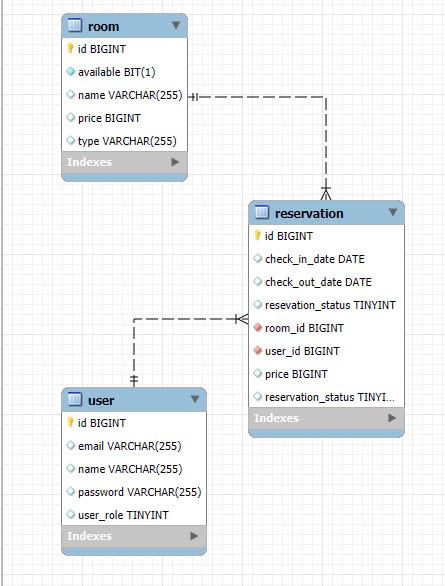 room
id BIGINT
available BIT(1)
name VARCHAR(255)
price BIGINT
type VARCHAR(255)
Indexes
reservation
id BIGINT
check_in_date DATE
check_out_date DATE
resevation_status TINYINT
room_id BIGINT
user_id BIGINT
price BIGINT
reservation_status TINYI...
Indexes
user
id BIGINT
email VARCHAR(255)
name VARCHAR(255)
password VARCHAR(255)
user_role TINYINT
Indexes